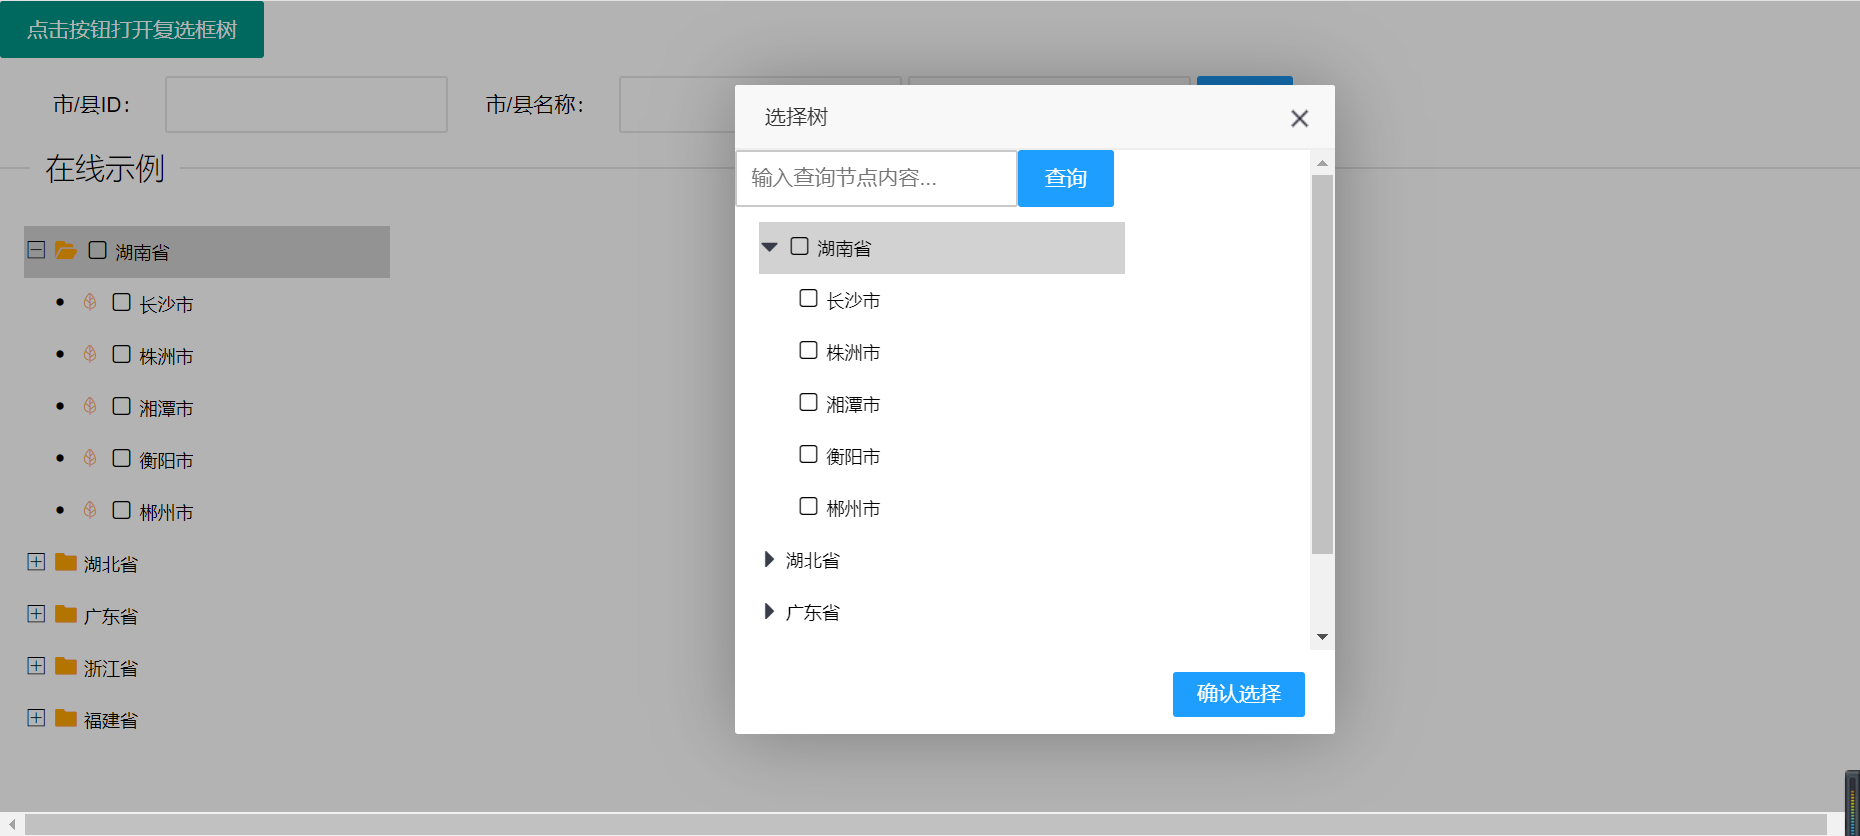 点击按钮打开复选框树
市/县ID：
市/县名称：
在线示例
湖南省
长沙市
株洲市
湘潭市
衡阳市
郴州市
湖北省
广东省
浙江省
福建省
选择树
输入查询节点内容...
查询
湖南省
长沙市
株洲市
湘潭市
衡阳市
郴州市
湖北省
广东省
确认选择